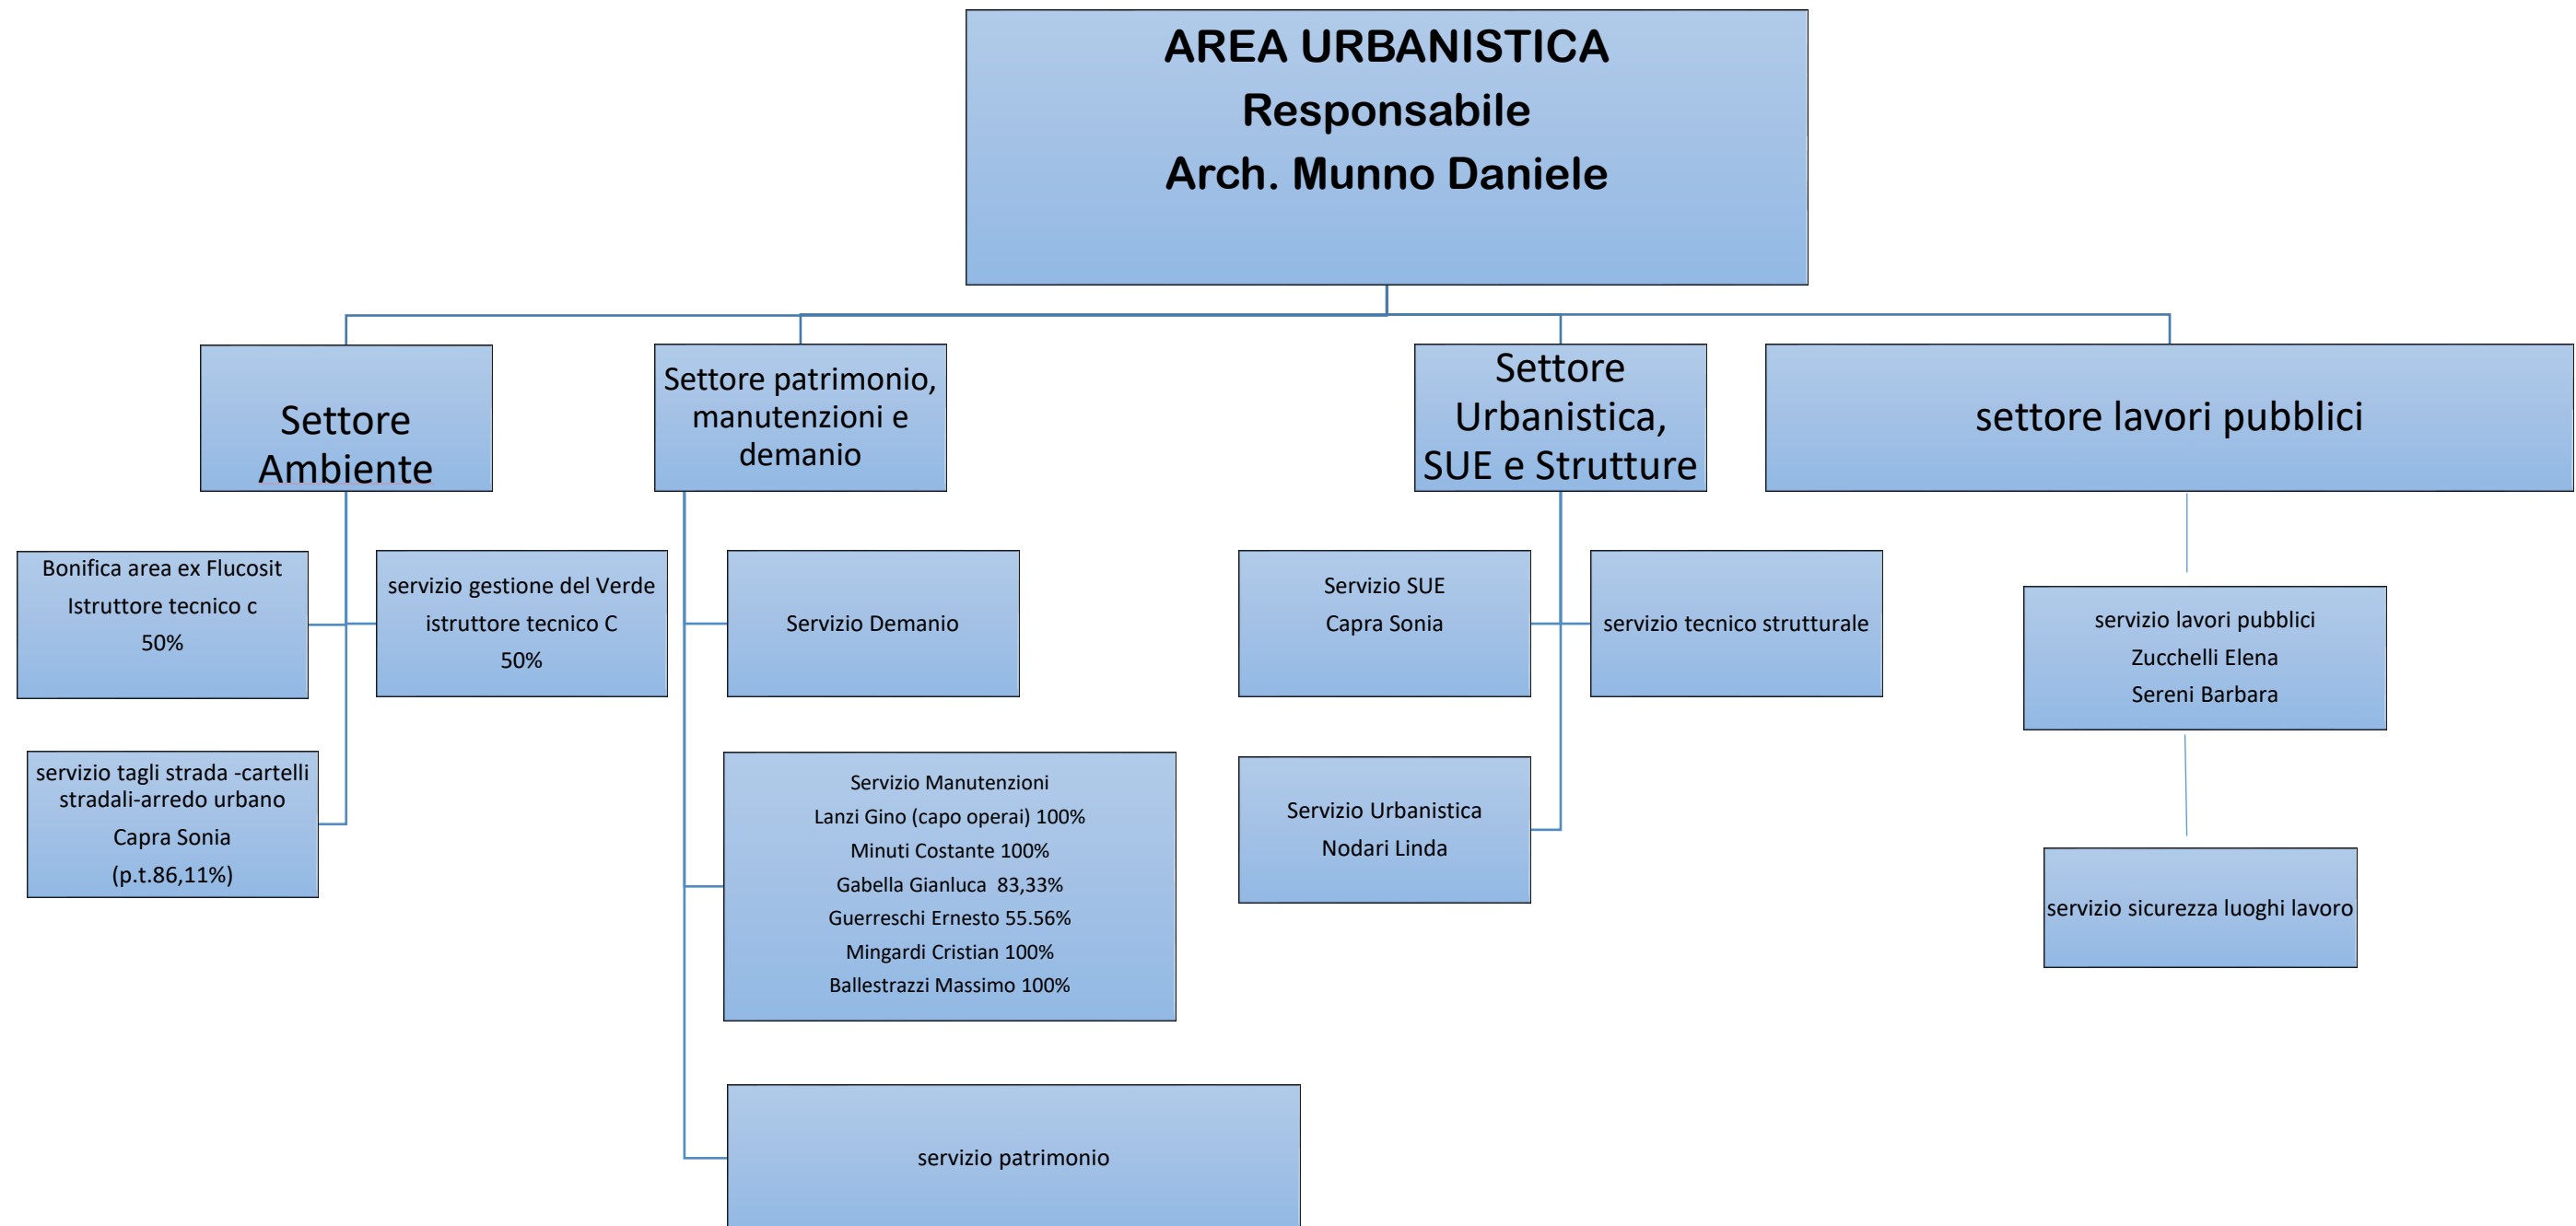 AREA URBANISTICA
Responsabile
Arch. Munno Daniele
Settore
Ambiente
Settore patrimonio,
manutenzioni e
demanio
Settore
Urbanistica,
SUE e Strutture
settore lavori pubblici
Bonifica area ex Flucosit
Istruttore tecnico c
50%
servizio gestione del Verde
istruttore tecnico C
50%
servizio tagli strada -cartelli
stradali-arredo urbano
Capra Sonia
(p.t.86,11%)
Servizio Demanio
Servizio Manutenzioni
Lanzi Gino (capo operai) 100%
Minuti Costante 100%
Gabella Gianluca  83,33%
Guerreschi Ernesto 55.56%
Mingardi Cristian 100%
Ballestrazzi Massimo 100%
servizio patrimonio
Servizio SUE
Capra Sonia
servizio tecnico strutturale
Servizio Urbanistica
Nodari Linda
servizio lavori pubblici
Zucchelli Elena
Sereni Barbara
servizio sicurezza luoghi lavoro